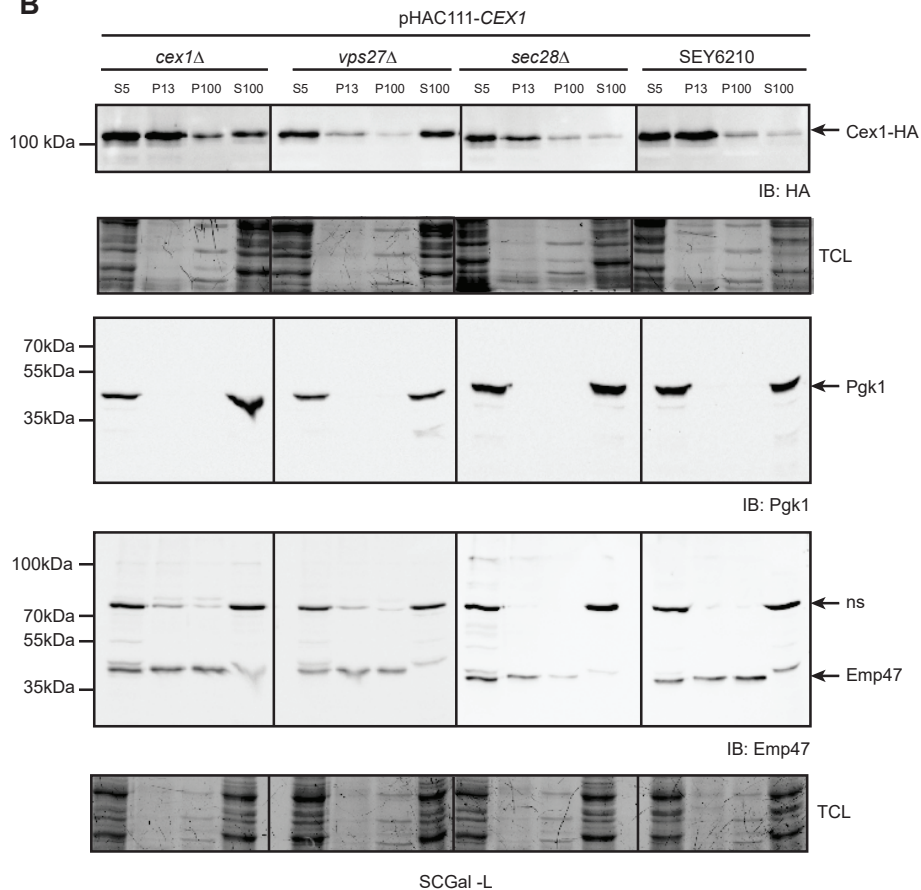 B
pHAC111-CEX1
cex1Δ vps27Δ sec28Δ SEY6210
S5 P13 P100 S100 S5 P13 P100 S100 S5 P13 P100 S100 S5 P13 P100 S100
100 kDa Cex1-HA
IB: HA
TCL
70kDa
55kDa
Pgk1
35kDa
IB: Pgk1
100kDa
ns
70kDa
55kDa
Emp47
35kDa
IB: Emp47
TCL
SCGal -L